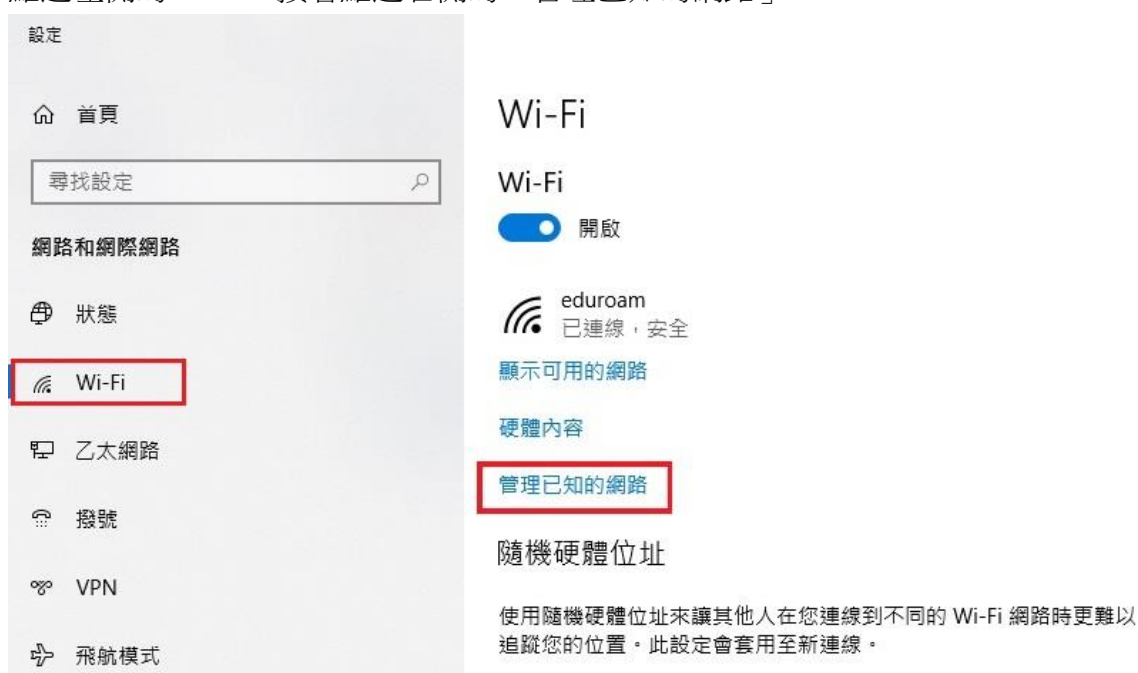 設定
首頁
尋找設定
網路和網際網路
狀態
Wi-Fi
乙太網路
撥號
VPN
飛航模式
Wi-Fi
Wi-Fi
開啟
eduroam
已連線，安全
顯示可用的網路
硬體內容
管理已知的網路
隨機硬體位址
使用隨機硬體位址來讓其他人在您連線到不同的 Wi-Fi 網路時更難以
追蹤您的位置。此設定會套用至新連線。